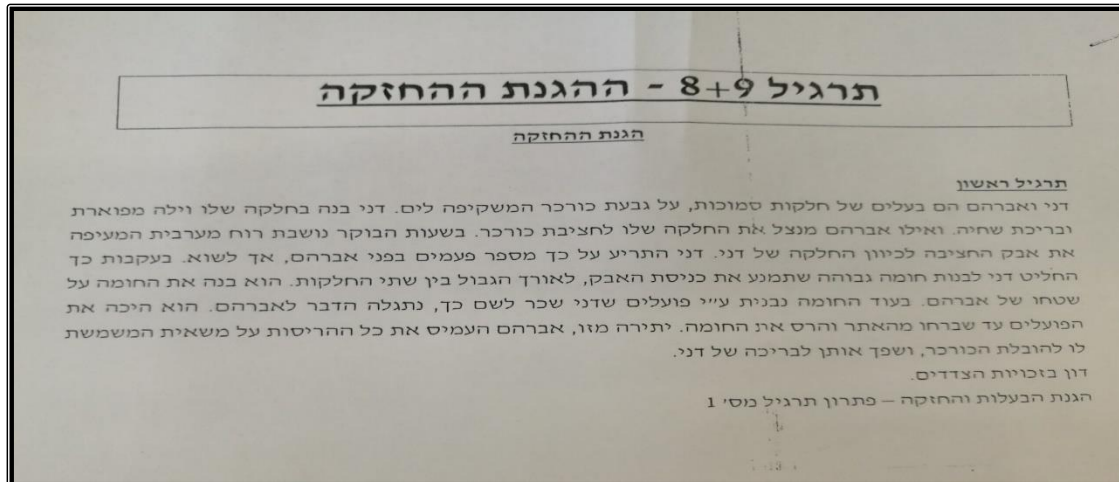 תרגיל 8+9 - ההגנת ההחזקה
הגנת ההחזקה
תרגיל ראשון
דני ואברהם הם בעלים של חלקות סמוכות, על גבעת כורכר המשקיפה לים. דני בנה בחלקה שלו וילה מפוארת
ובריכת שחיה. ואילו אברהם מנצל את החלקה שלו לחציבת כורכר. בשעות הבוקר נושבת רוח מערבית המעיפה
את אבק החציבה לכיוון החלקה של דני. דני התריע על כך מספר פעמים בפני אברהם, אך לשוא. בעקבות כך
החליט דני לבנות חומה גבוהה שתמנע את כניסת האבק, לאורך הגבול בין שתי החלקות. הוא בנה את החומה על
שטחו של אברהם. בעוד החומה נבנית ע״י פועלים שדני שכר לשם כך, נתגלה הדבר לאברהם. הוא היכה את
הפועלים עד שברחו מהאתר והרס את החומה. יתירה מזו, אברהם העמיס את כל ההריסות על משאית המשמשת
לו להובלת הכורכר, ושפך אותן לבריכה של דני.
דון בזכויות הצדדים.
הגנת הבעלות והחזקה – פתרון תרגיל מס׳ 1